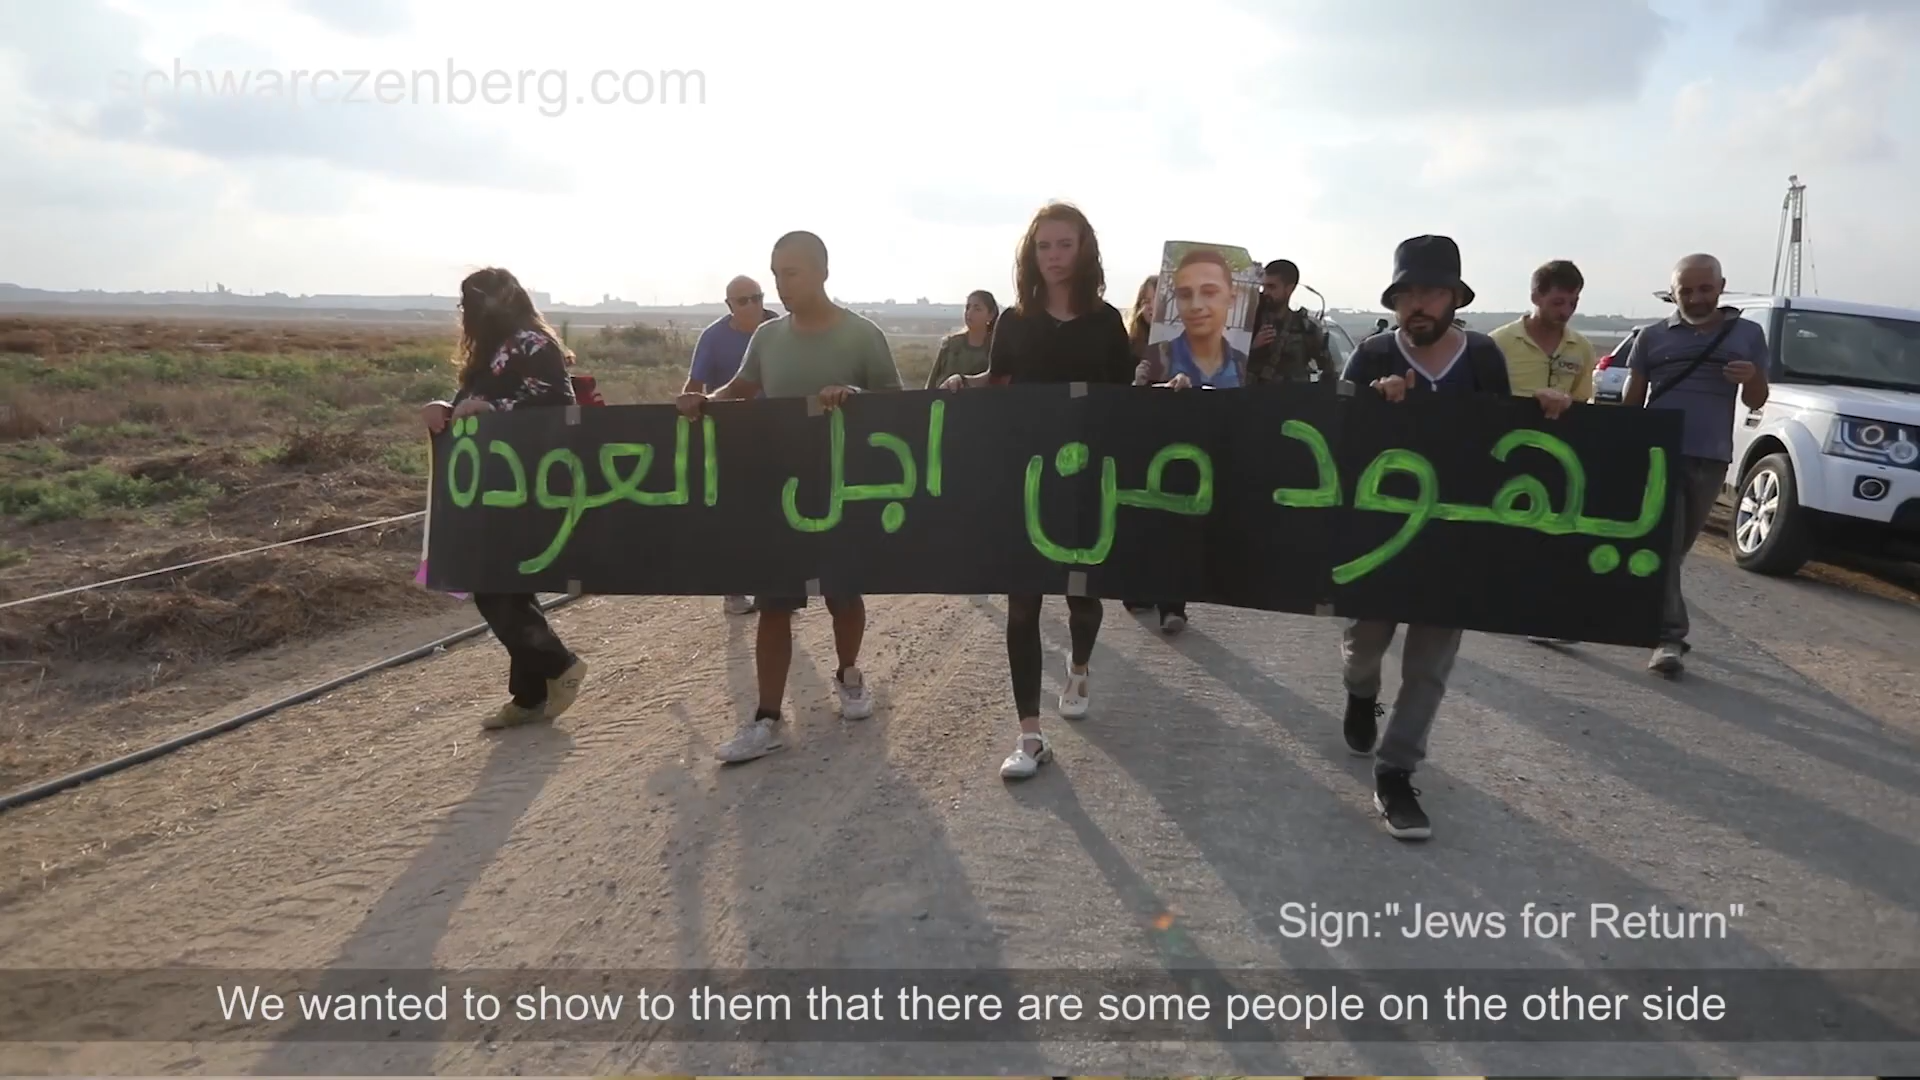 schwarczenberg.com
يهود من اجل العودة
Sign:"Jews for Return"
We wanted to show to them that there are some people on the other side